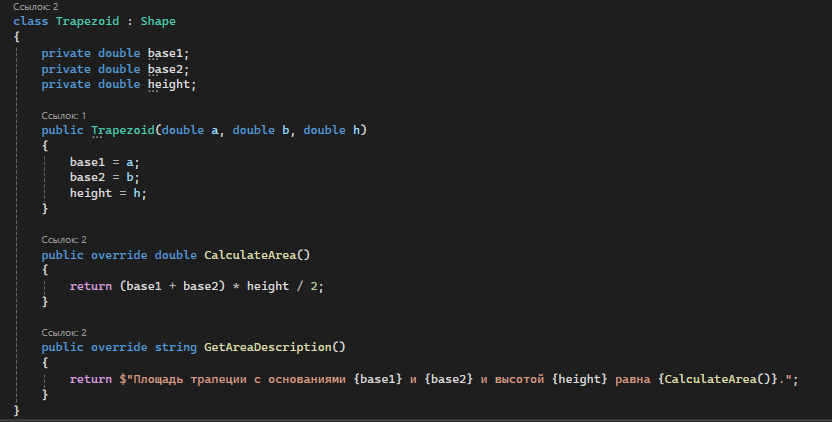 Ссылок: 2
class Trapezoid : Shape
{
private double base1;
private double base2;
private double height;
Ссылок: 1
public Trapezoid(double a, double b, double h)
{
base1 = a;
base2 = b;
height = h;
}
Ссылок: 2
public override double CalculateArea()
{
return (base1 + base2) * height / 2;
}
Ссылок: 2
public override string GetAreaDescription()
{
return $"Площадь трапеции с основаниями {base1} и {base2} и высотой {height} равна {CalculateArea()}.";
}
}